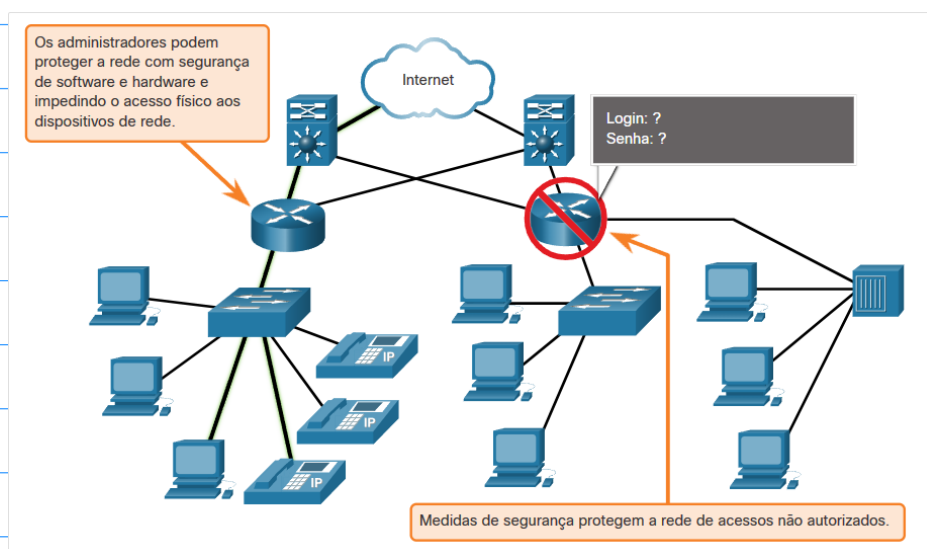 Os administradores podem
proteger a rede com segurança
de software e hardware e
impedindo o acesso físico aos
dispositivos de rede.
Internet
Login: ?
Senha: ?
IP
IP
IP
Medidas de segurança protegem a rede de acessos não autorizados.